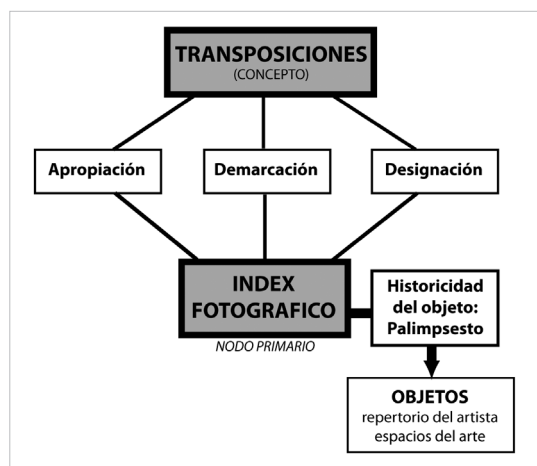 TRANSPOSICIONES
(CONCEPTO)
Apropiación
Demarcación
Designación
INDEX
FOTOGRAFICO
NODO PRIMARIO
Historicidad
del objeto:
Palimpsesto
OBJETOS
repertorio del artista
espacios del arte